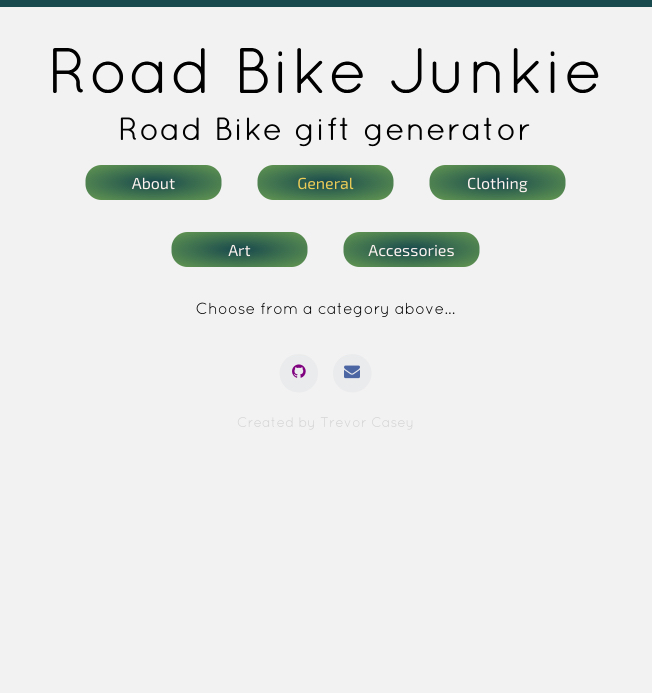 Road Bike Junkie
Road Bike gift generator
About General Clothing
Art Accessories
Choose from a category above...
Created by Trevor Casey